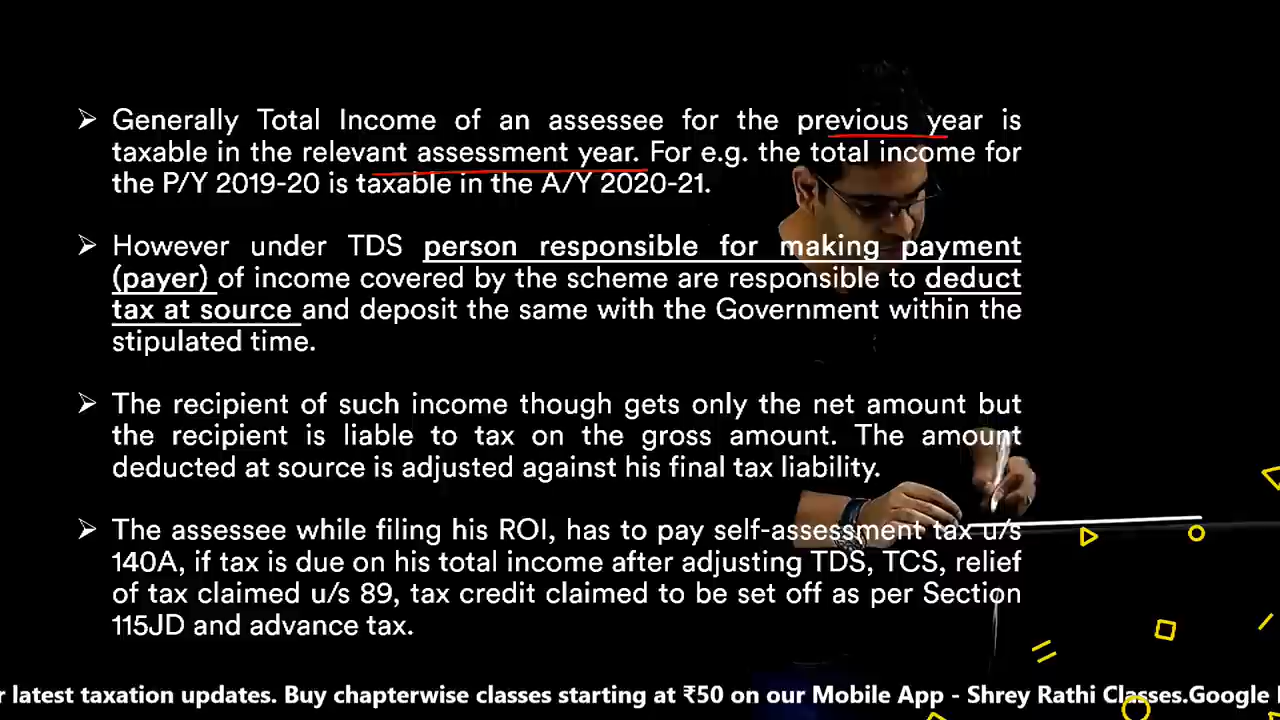 ➢ Generally Total Income of an assessee for the previous year is
taxable in the relevant assessment year. For e.g. the total income for
the P/Y 2019-20 is taxable in the A/Y 2020-21.
➢ However under TDS person responsible for making payment
(payer) of income covered by the scheme are responsible to deduct
tax at source and deposit the same with the Government within the
stipulated time.
➢ The recipient of such income though gets only the net amount but
the recipient is liable to tax on the gross amount. The amount
deducted at source is adjusted against his final tax liability.
➢ The assessee while filing his ROI, has to pay self-assessment tax u/s
140A, if tax is due on his total income after adjusting TDS, TCS, relief
of tax claimed u/s 89, tax credit claimed to be set off as per Section
115JD and advance tax.
latest taxation updates. Buy chapterwise classes starting at ₹50 on our Mobile App - Shrey Rathi Classes.Google